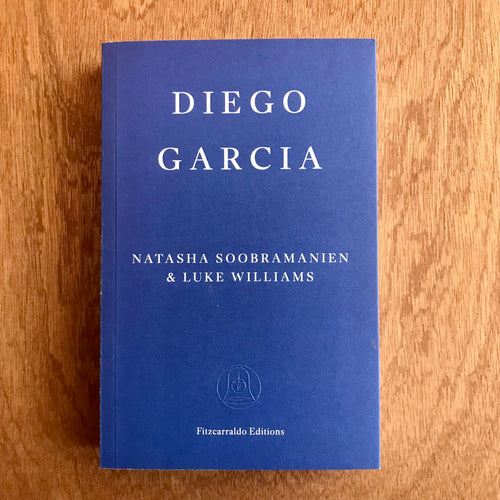 DIEGO
GARCIA
NATASHA SOOBRAMANIEN
& LUKE WILLIAMS
Fitzcarraldo Editions